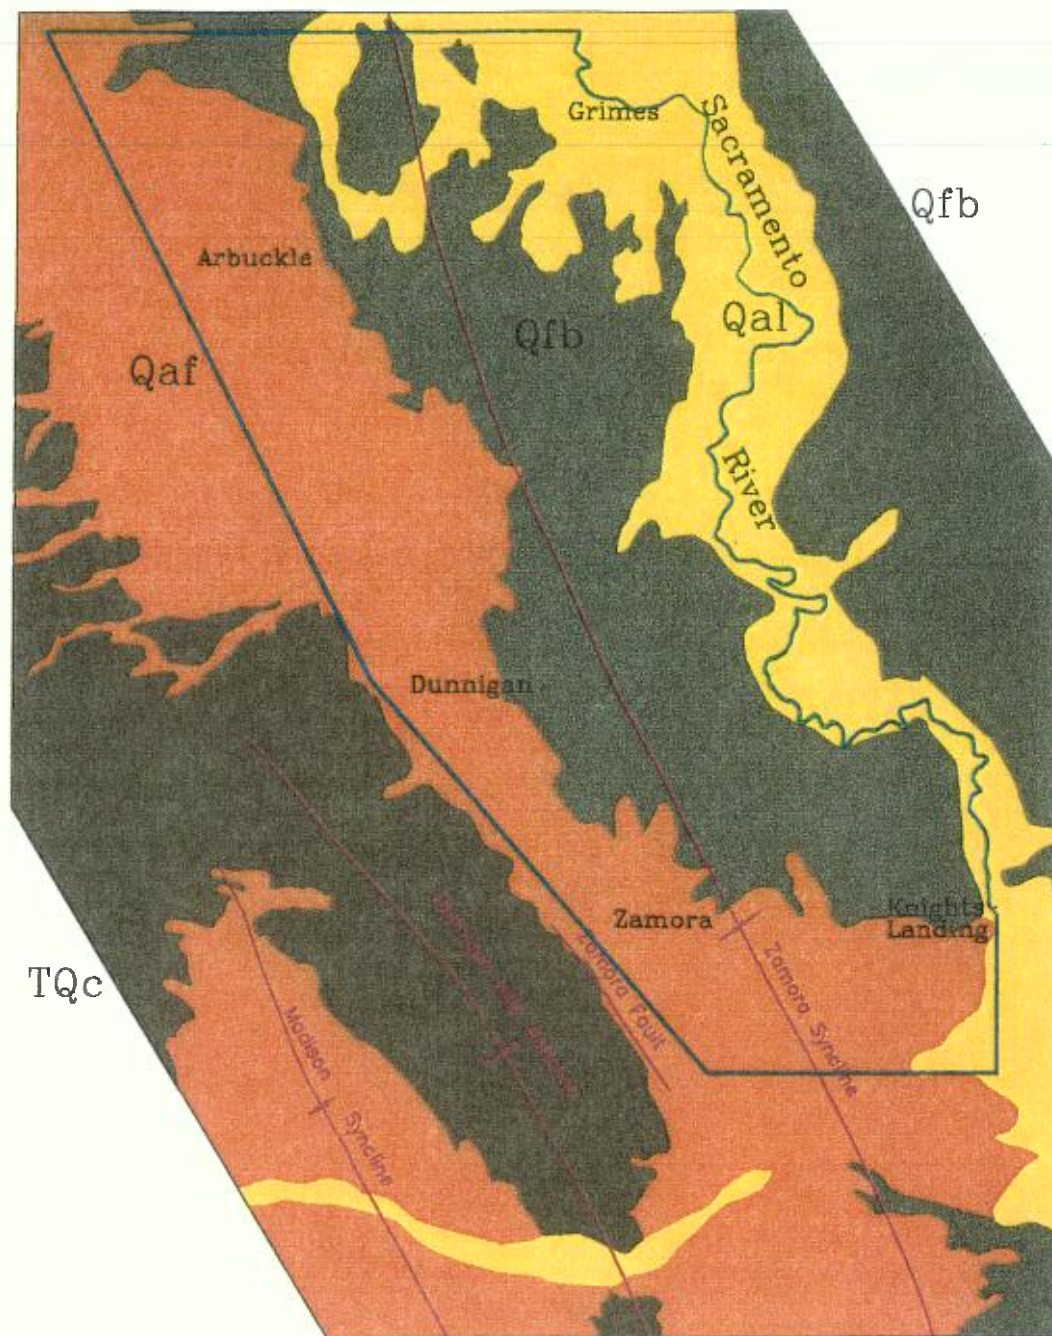 Grimes
Sacramento
Qfb
Arbuckle
Qal
Qfb
Qaf
River
Dunnigan
Knights
Landing
Zamora
Zamora Fault
Zamora Syncline
TQc
Madison
Syncline